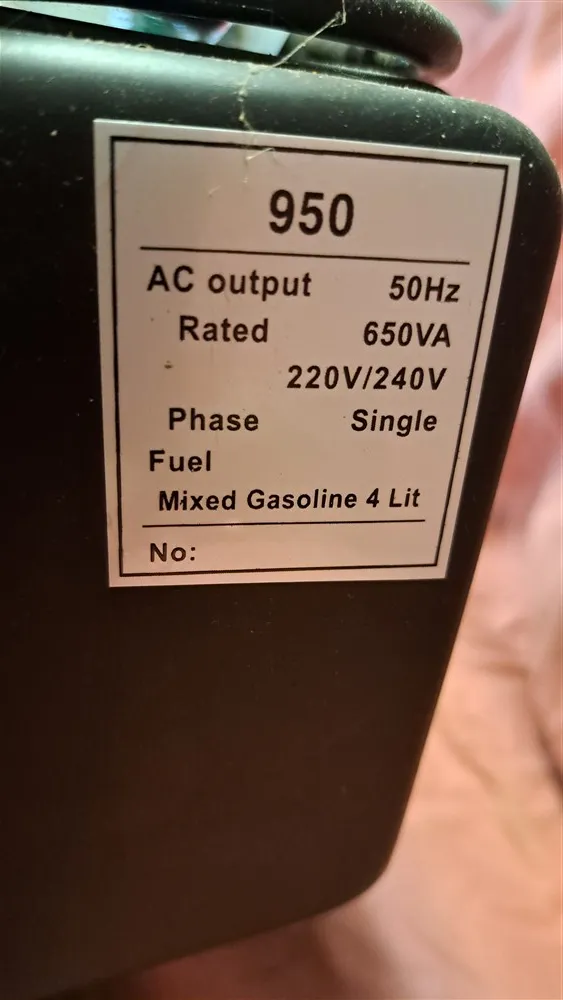 950
AC output 50Hz
Rated 650VA
220V/240V
Phase Single
Fuel
Mixed Gasoline 4 Lit
No: